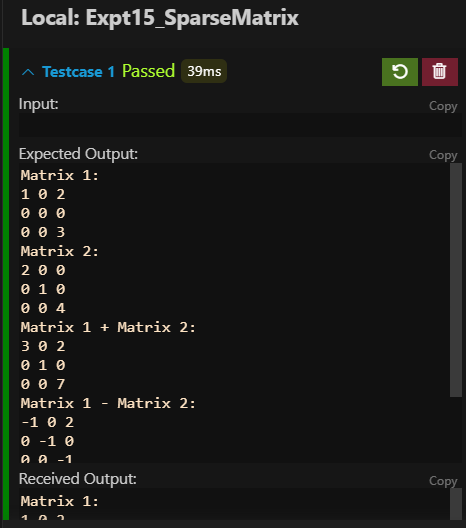 Local: Expt15_SparseMatrix
Testcase 1 Passed 39ms
Input:
Copy
Expected Output:
Copy
Matrix 1:
1 0 2
0 0 0
0 0 3
Matrix 2:
2 0 0
0 1 0
0 0 4
Matrix 1 + Matrix 2:
3 0 2
0 1 0
0 0 7
Matrix 1 - Matrix 2:
-1 0 2
0 -1 0
0 0 -1
Received Output:
Copy
Matrix 1:
1 0 2